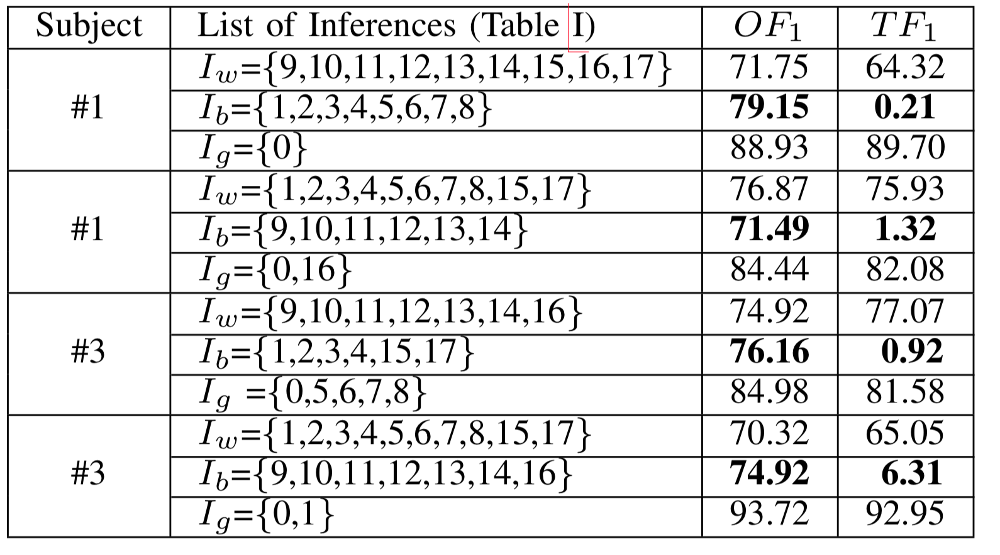 Subject List of Inferences (Table I) OF₁ TF₁
I_w={9,10,11,12,13,14,15,16,17} 71.75 64.32
#1 I_b={1,2,3,4,5,6,7,8} 79.15 0.21
I_g={0} 88.93 89.70
I_w={1,2,3,4,5,6,7,8,15,17} 76.87 75.93
#1 I_b={9,10,11,12,13,14} 71.49 1.32
I_g={0,16} 84.44 82.08
I_w={9,10,11,12,13,14,16} 74.92 77.07
#3 I_b={1,2,3,4,15,17} 76.16 0.92
I_g ={0,5,6,7,8} 84.98 81.58
I_w={1,2,3,4,5,6,7,8,15,17} 70.32 65.05
#3 I_b={9,10,11,12,13,14,16} 74.92 6.31
I_g={0,1} 93.72 92.95